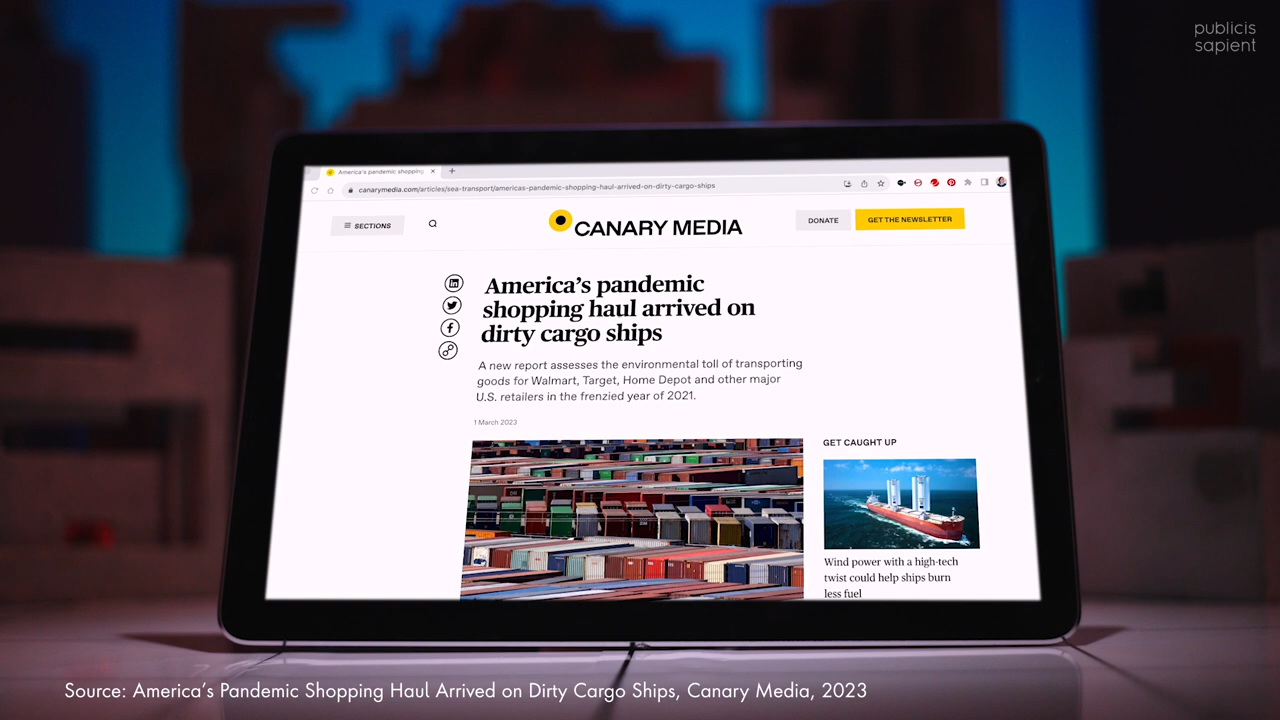 publicis
sapient
America's pandemic shopping
canarymedia.com/articles/sea-transport/americas-pandemic-shopping-haul-arrived-on-dirty-cargo-ships
SECTIONS
CANARY MEDIA
DONATE
GET THE NEWSLETTER
America's pandemic
shopping haul arrived on
dirty cargo ships
A new report assesses the environmental toll of transporting
goods for Walmart, Target, Home Depot and other major
U.S. retailers in the frenzied year of 2021.
1 March 2023
GET CAUGHT UP
Wind power with a high-tech
twist could help ships burn
less fuel
Source: America's Pandemic Shopping Haul Arrived on Dirty Cargo Ships, Canary Media, 2023